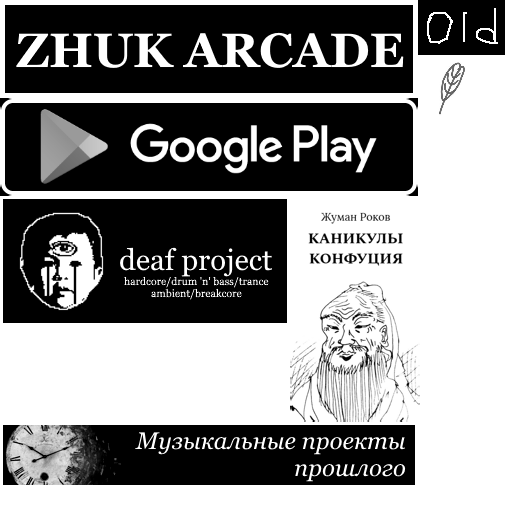 ZHUK ARCADE
Old
Google Play
deaf project
hardcore/drum 'n' bass/trance
ambient/breakcore
Жуман Роков
КАНИКУЛЫ
КОНФУЦИЯ
Музыкальные проекты
прошлого